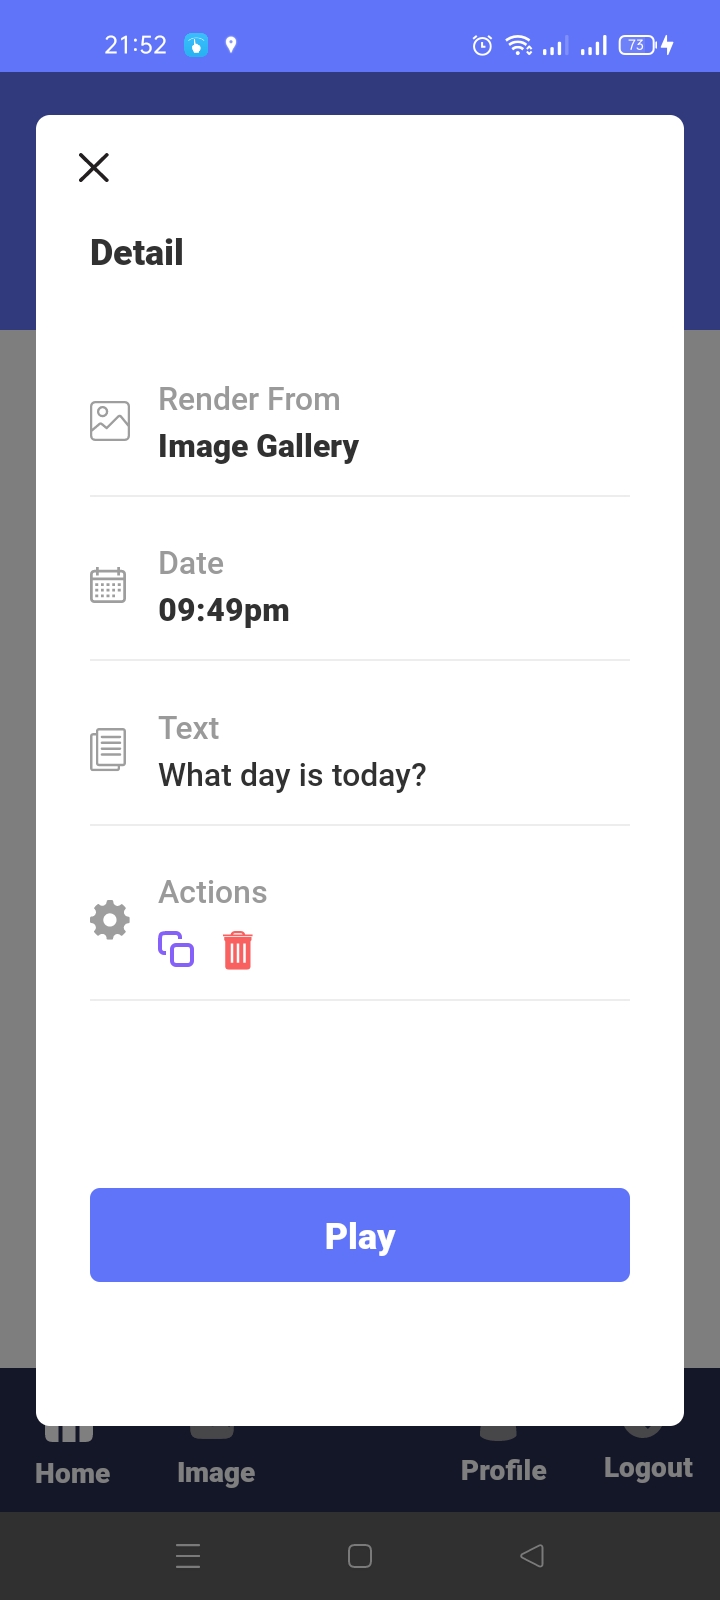 21:52
73
Detail
Render From
Image Gallery
Date
09:49pm
Text
What day is today?
Actions
Play
Home
Image
Profile
Logout